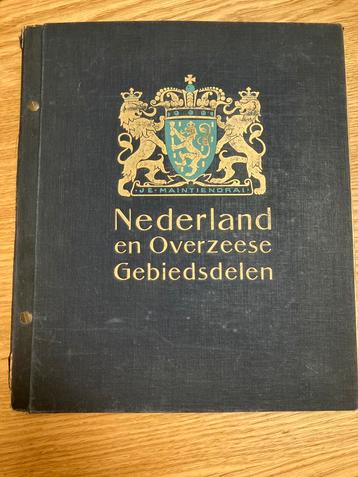 JE·MAINTIENDRAI
Nederland
en Overzeese
Gebiedsdelen